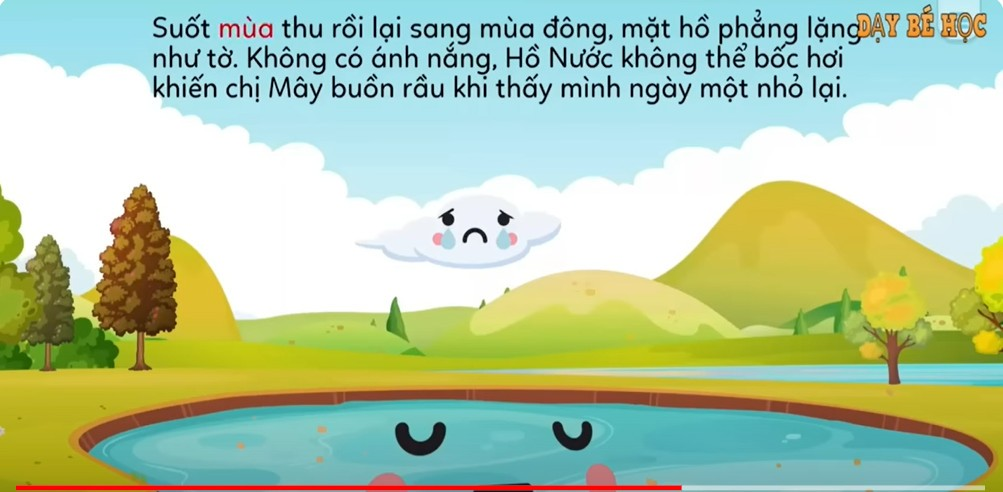 Suốt mùa thu rồi lại sang mùa đông, mặt hồ phẳng lặng
như tờ. Không có ánh nắng, Hồ Nước không thể bốc hơi
khiến chị Mây buồn rầu khi thấy mình ngày một nhỏ lại.
DẠY BÉ HỌC